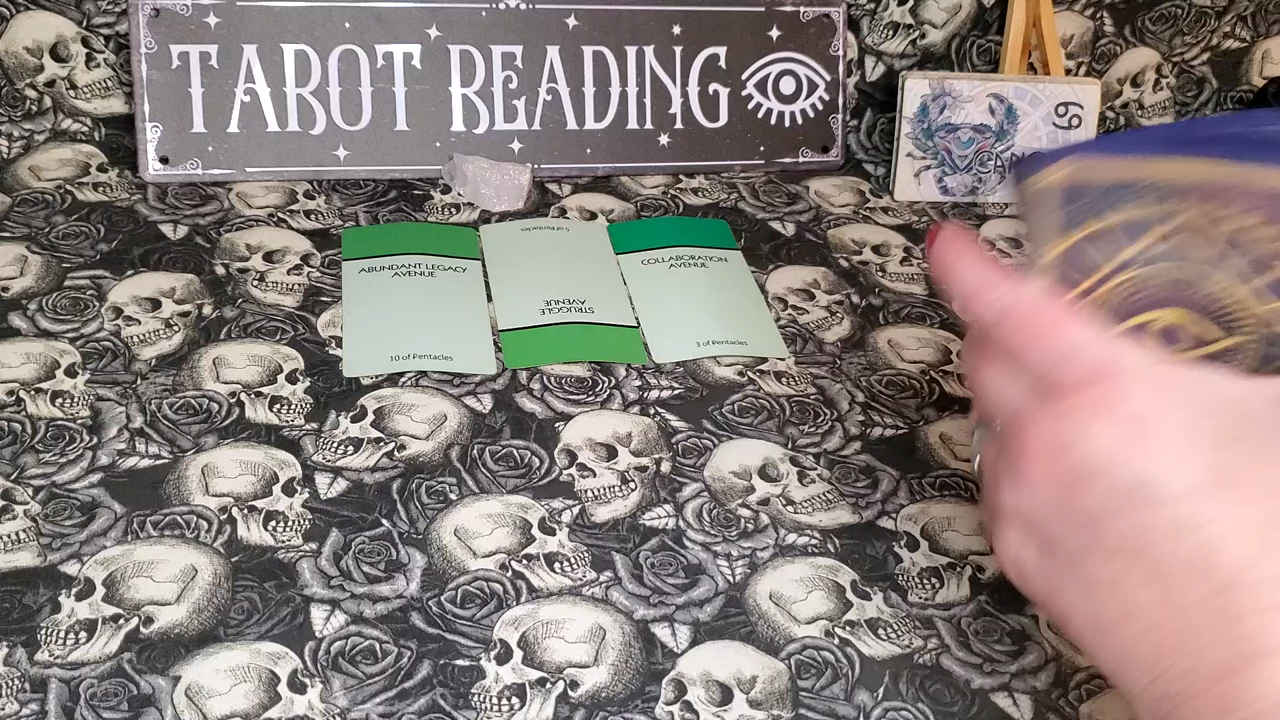 TAROT READING
69
ABUNDANT LEGACY
AVENUE
10 of Pentacles
5 of Pentacles
STRUGGLE
AVENUE
COLLABORATION
AVENUE
3 of Pentacles